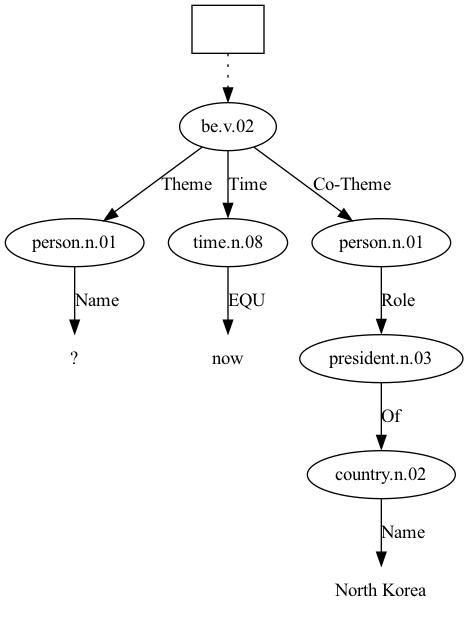 be.v.02
Theme Time Co-Theme
person.n.01 time.n.08 person.n.01
Name EQU Role
? now president.n.03
Of
country.n.02
Name
North Korea